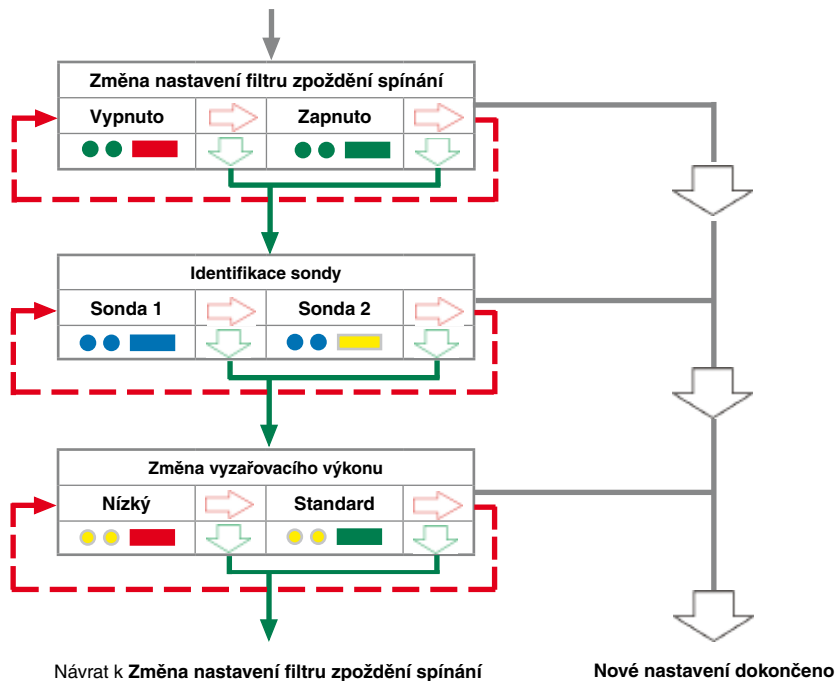 Změna nastavení filtru zpoždění spínání
Vypnuto
Zapnuto
Identifikace sondy
Sonda 1
Sonda 2
Změna vyzařovacího výkonu
Nízký
Standard
Návrat k Změna nastavení filtru zpoždění spínání
Nové nastavení dokončeno